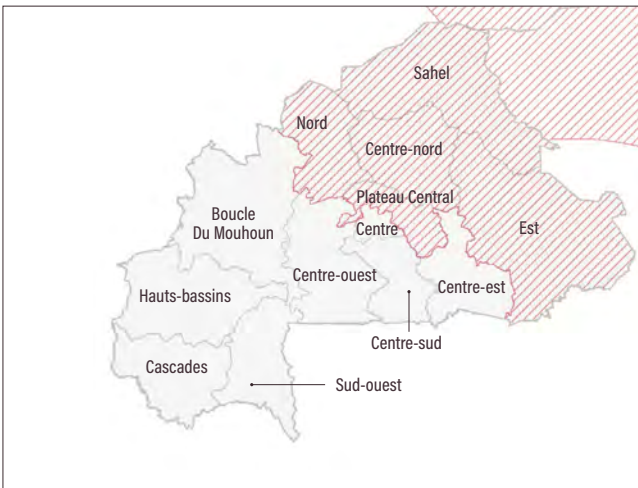 Sahel
Nord
Centre-nord
Plateau Central
Boucle
Du Mouhoun
Centre
Est
Centre-ouest
Centre-est
Hauts-bassins
Centre-sud
Cascades
Sud-ouest